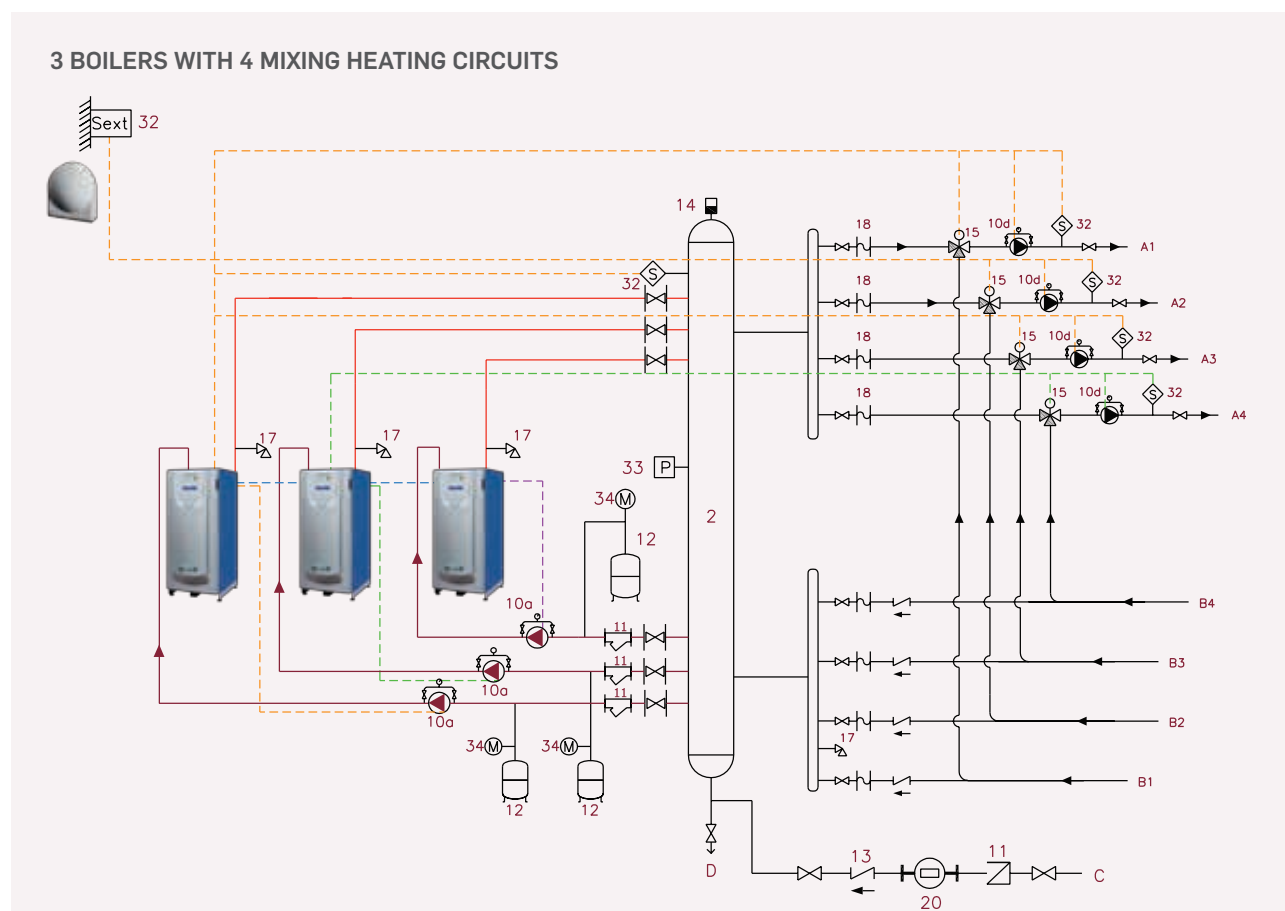 3 BOILERS WITH 4 MIXING HEATING CIRCUITS
Sext 32
14
18 15 10d S 32 A1
S 32
18 15 10d S 32 A2
18 15 10d S 32 A3
18 15 10d S 32 A4
17 17 17
33 P
34 M
12
2
10a 11
10a 11
10a 11
B4
B3
B2
17
B1
34 M 34 M
12 12
D
13 20 11 C